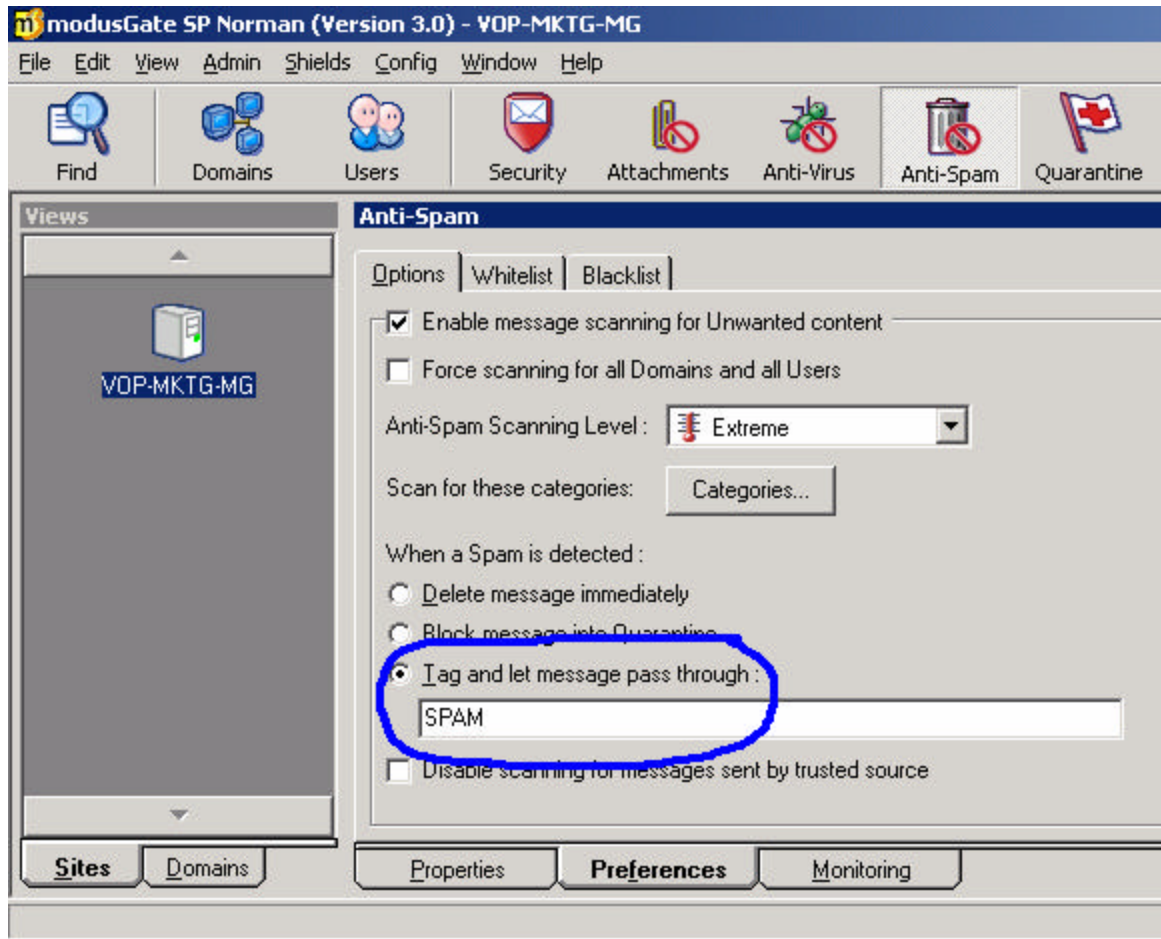 modusGate SP Norman (Version 3.0) - VOP-MKTG-MG
File Edit View Admin Shields Config Window Help
Find Domains Users Security Attachments Anti-Virus Anti-Spam Quarantine
Views
VOP-MKTG-MG
Sites Domains
Anti-Spam
Options Whitelist Blacklist
Enable message scanning for Unwanted content
Force scanning for all Domains and all Users
Anti-Spam Scanning Level : Extreme
Scan for these categories: Categories...
When a Spam is detected :
Delete message immediately
Block message into Quarantine
Tag and let message pass through :
SPAM
Disable scanning for messages sent by trusted source
Properties Preferences Monitoring